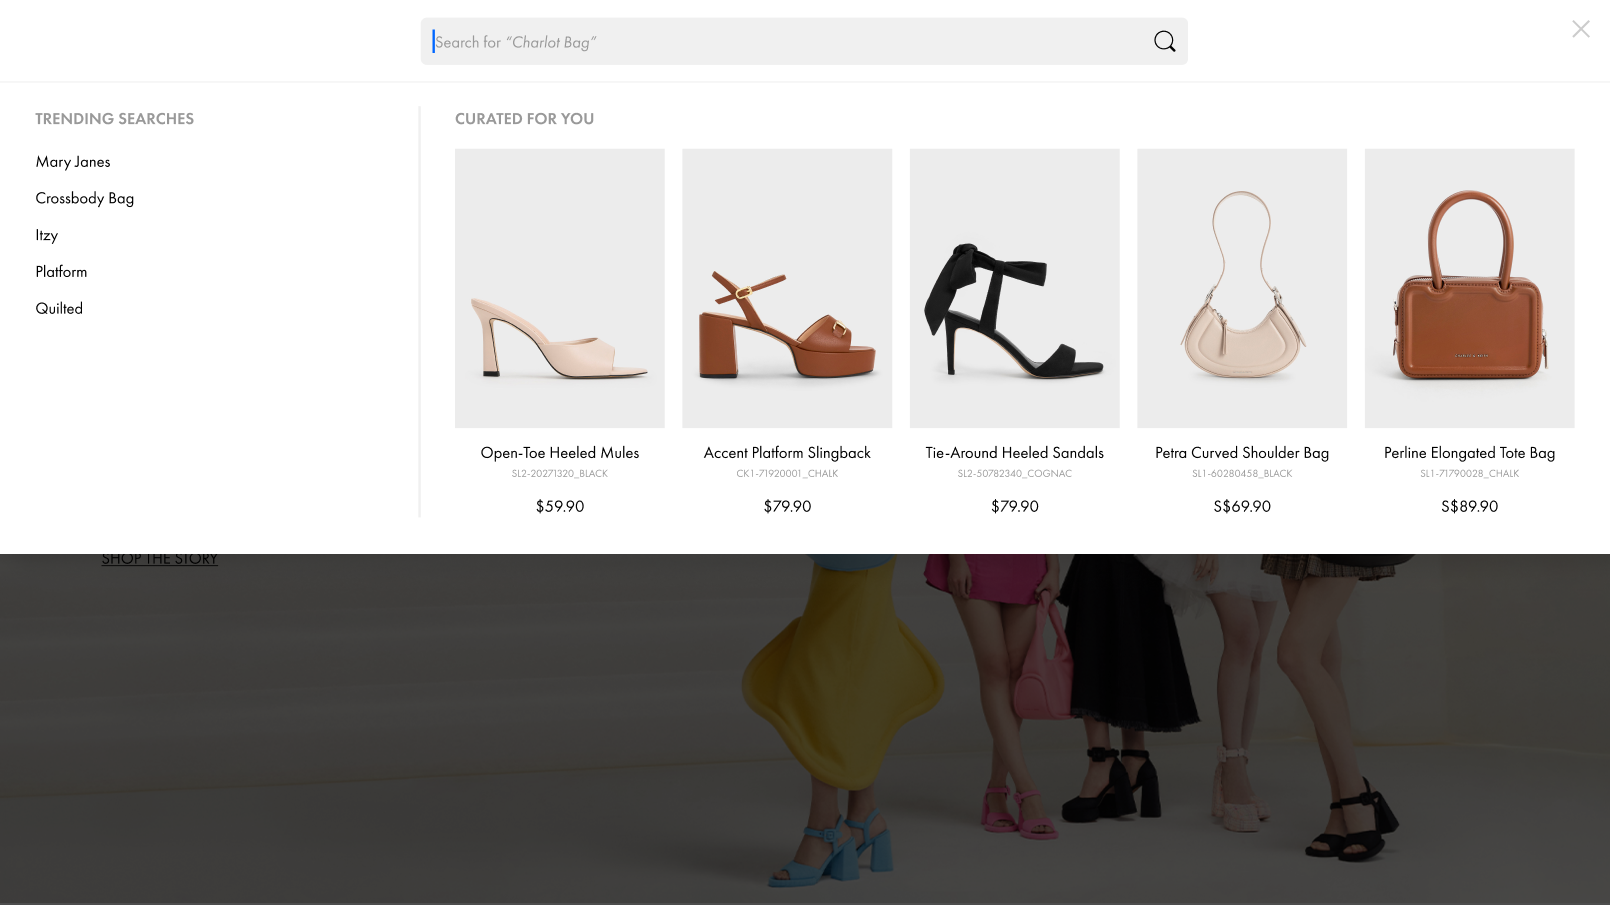 Search for “Charlot Bag”
TRENDING SEARCHES
Mary Janes
Crossbody Bag
Itzy
Platform
Quilted
CURATED FOR YOU
Open-Toe Heeled Mules
SL2-20271320_BLACK
$59.90
Accent Platform Slingback
CK1-71920001_CHALK
$79.90
Tie-Around Heeled Sandals
SL2-50782340_COGNAC
$79.90
Petra Curved Shoulder Bag
SL1-60280458_BLACK
S$69.90
CHARLES & KEITH
Perline Elongated Tote Bag
SL1-71790028_CHALK
S$89.90
SHOP THE STORY